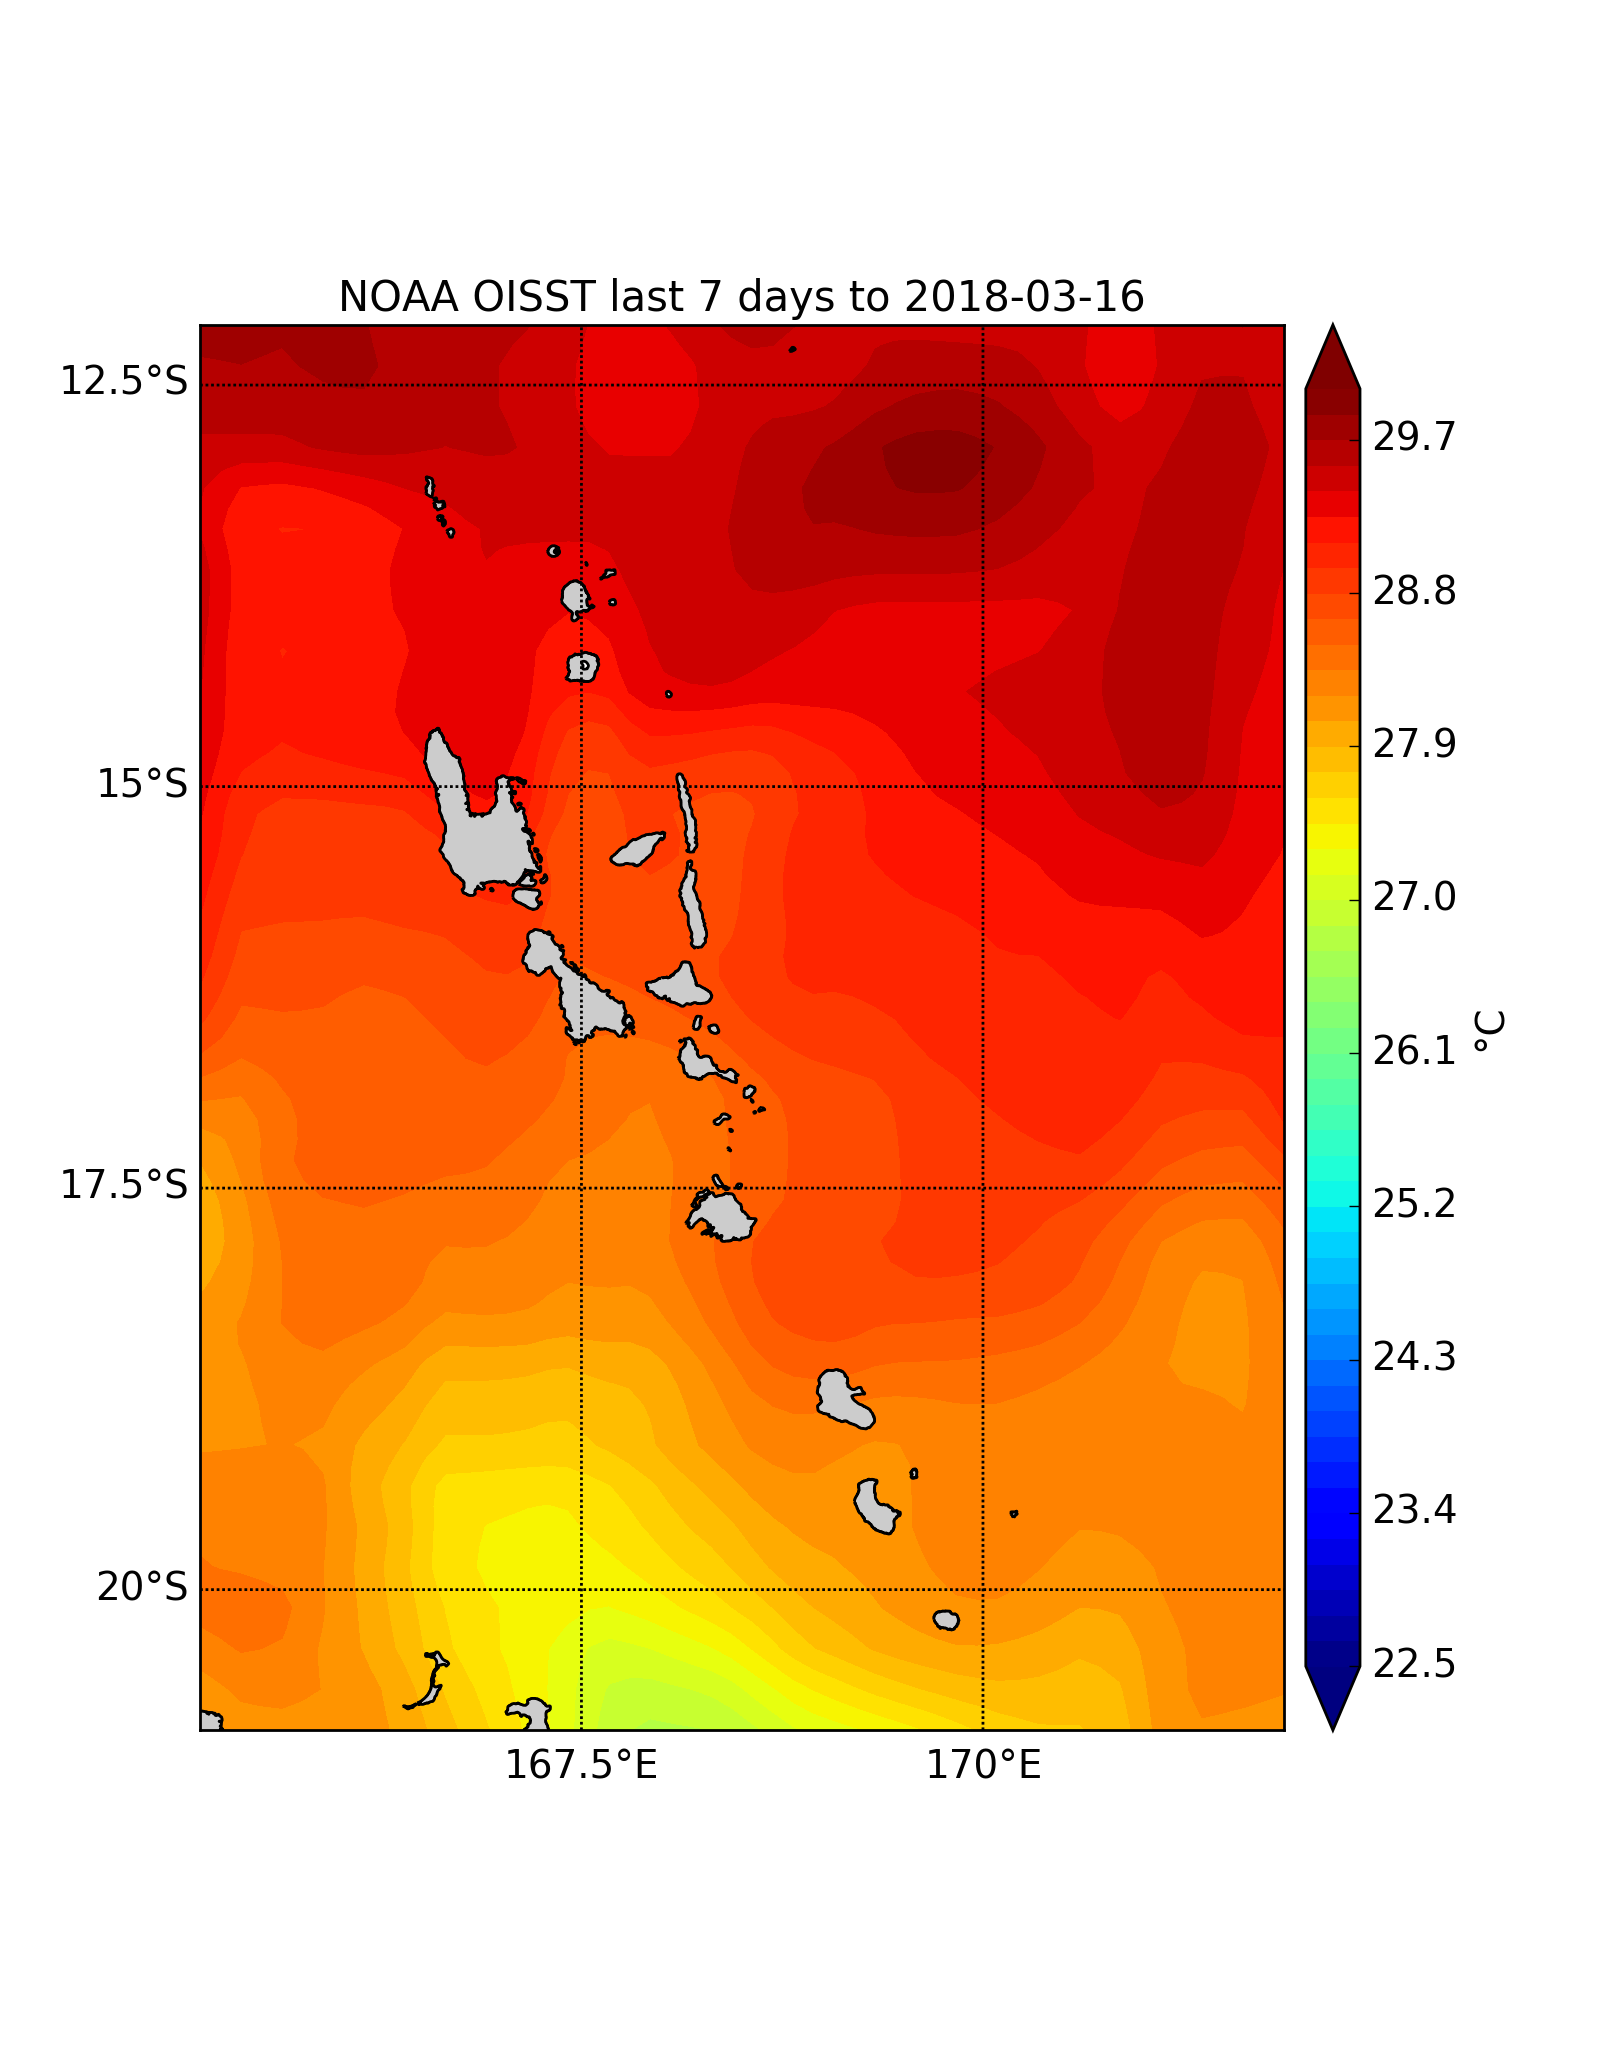 NOAA OISST last 7 days to 2018-03-16
12.5°S
15°S
17.5°S
20°S
167.5°E
170°E
29.7
28.8
27.9
27.0
26.1
25.2
24.3
23.4
22.5
°C